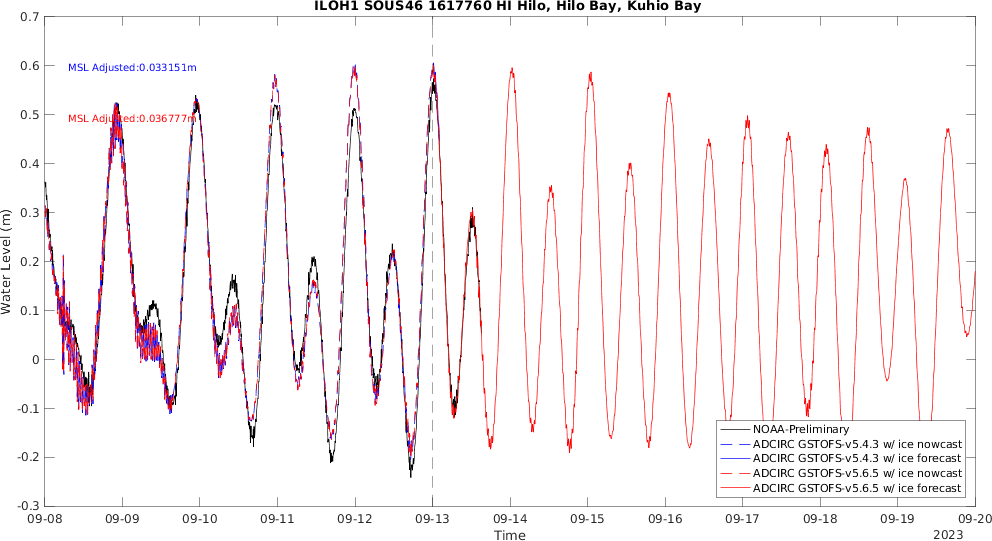 ILOH1 SOUS46 1617760 HI Hilo, Hilo Bay, Kuhio Bay
0.7
0.6
0.5
0.4
0.3
0.2
0.1
0
-0.1
-0.2
-0.3
Water Level (m)
MSL Adjusted:0.033151m
MSL Adjusted:0.036777m
NOAA-Preliminary
ADCIRC GSTOFS-v5.4.3 w/ ice nowcast
ADCIRC GSTOFS-v5.4.3 w/ ice forecast
ADCIRC GSTOFS-v5.6.5 w/ ice nowcast
ADCIRC GSTOFS-v5.6.5 w/ ice forecast
09-08 09-09 09-10 09-11 09-12 09-13 09-14 09-15 09-16 09-17 09-18 09-19 09-20
Time
2023